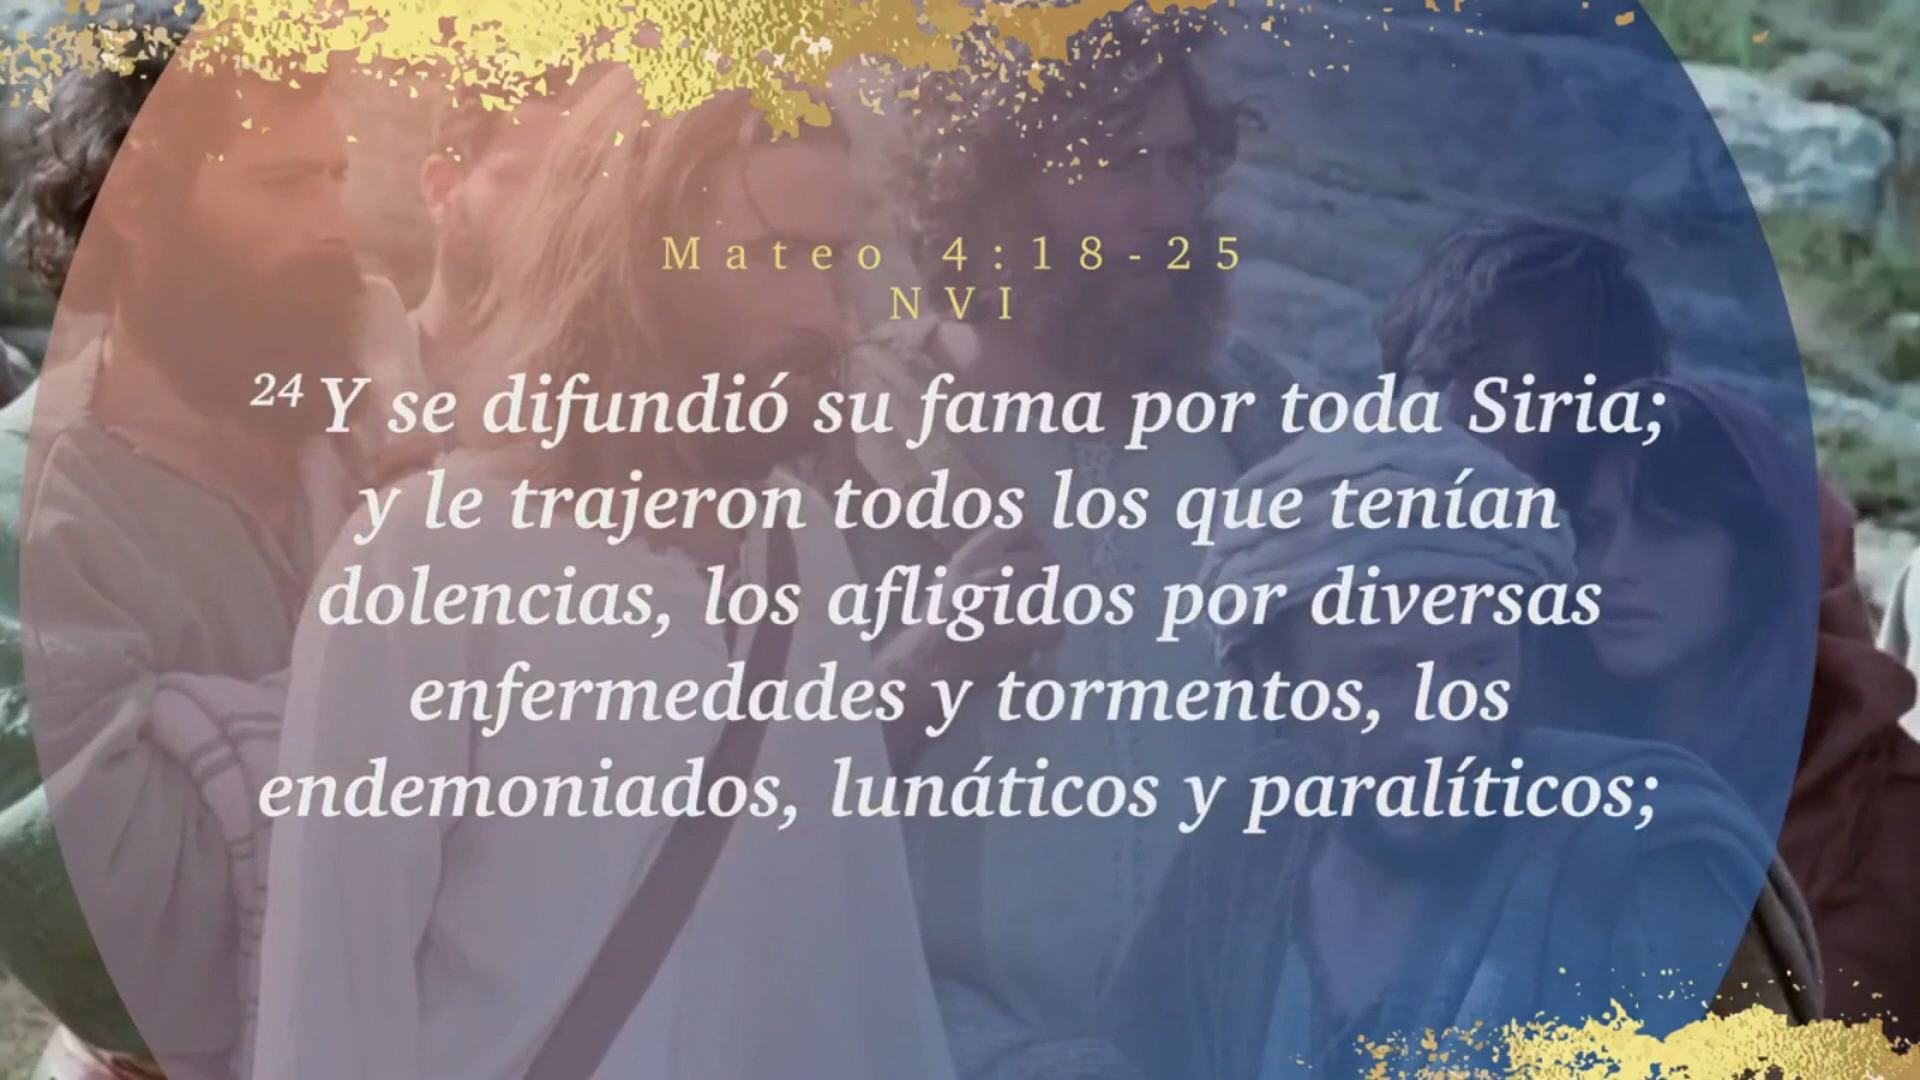 Mateo 4:18-25
NVI
24 Y se difundió su fama por toda Siria;
y le trajeron todos los que tenían
dolencias, los afligidos por diversas
enfermedades y tormentos, los
endemoniados, lunáticos y paralíticos;